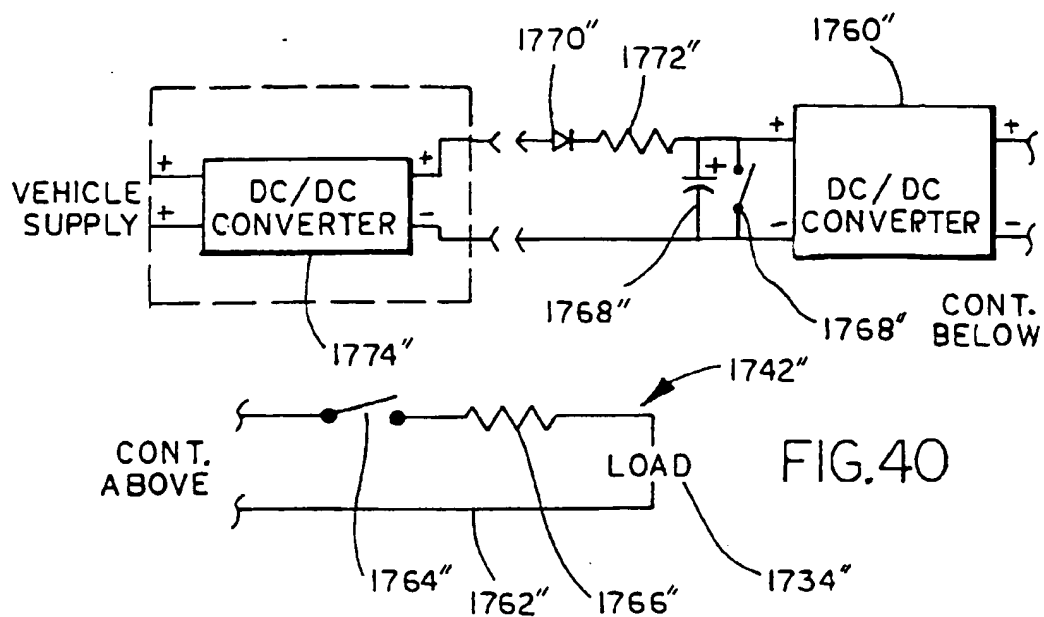 1770"
1772"
1760"
VEHICLE
SUPPLY
+
+
DC/DC
CONVERTER
+
-
+
+
-
DC/DC
CONVERTER
+
-
1774"
1768"
1768"
CONT.
BELOW
1742"
CONT.
ABOVE
LOAD
FIG.40
1764"
1762"
1766"
1734"